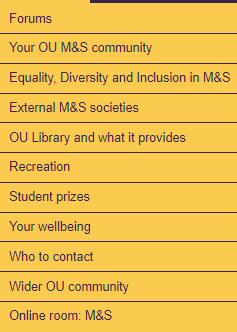 Forums
Your OU M&S community
Equality, Diversity and Inclusion in M&S
External M&S societies
OU Library and what it provides
Recreation
Student prizes
Your wellbeing
Who to contact
Wider OU community
Online room: M&S